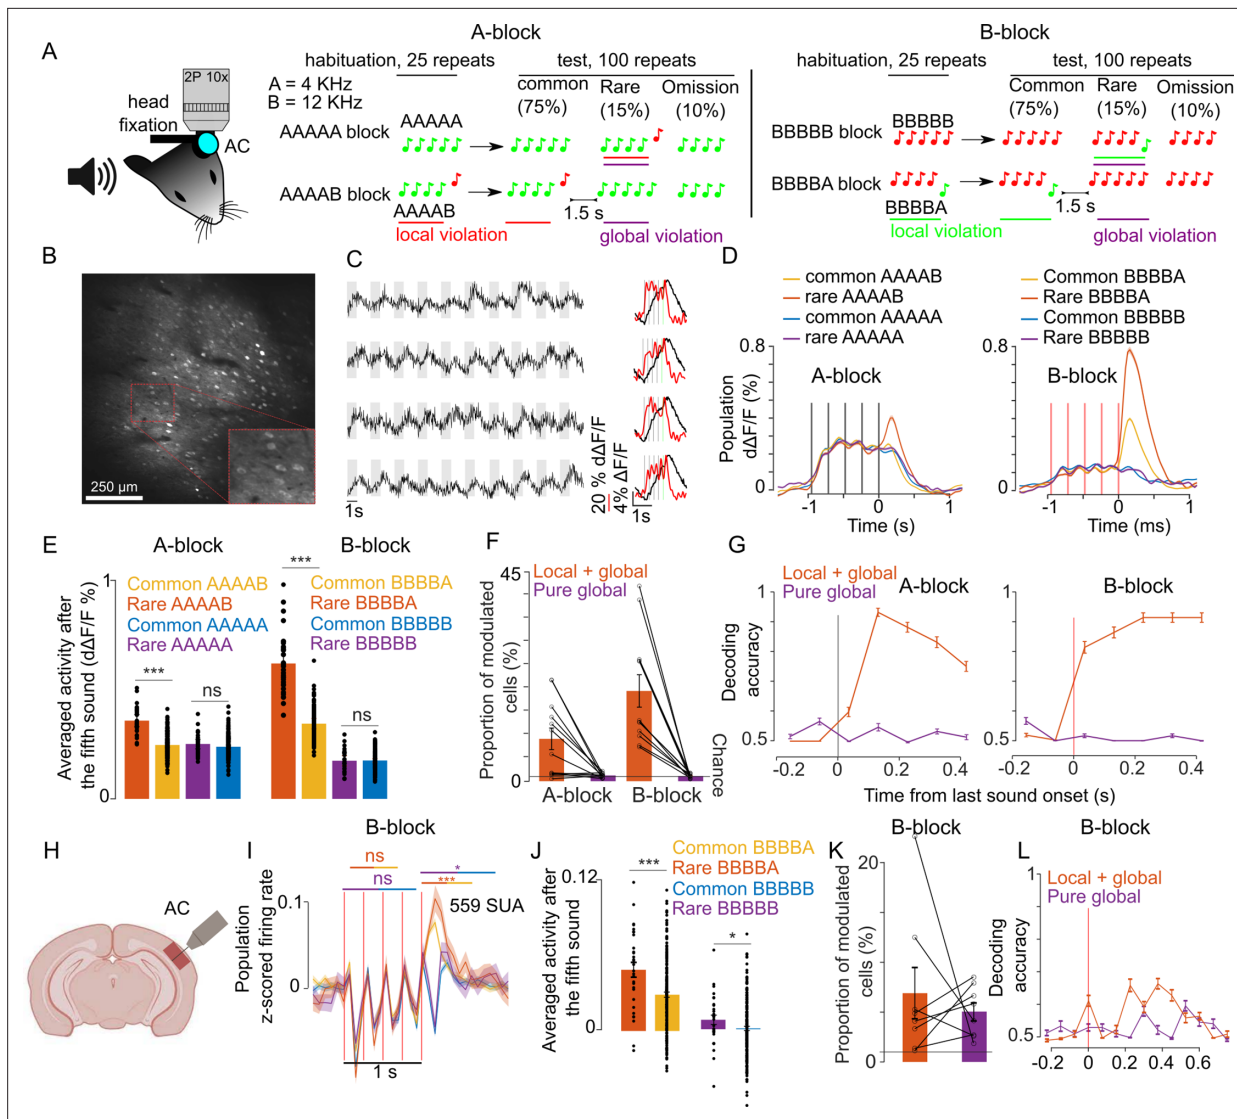 A
2P 10x
head
fixation
AC
A-block
habituation, 25 repeats
test, 100 repeats
A = 4 KHz
B = 12 KHz
common
(75%)
Rare
(15%)
Omission
(10%)
AAAAA block
AAAAA
AAAAB block
AAAAB
1.5 s
local violation
global violation
B-block
habituation, 25 repeats
test, 100 repeats
Common
(75%)
Rare
(15%)
Omission
(10%)
BBBBB block
BBBBB
BBBBA block
BBBBA
1.5 s
local violation
global violation
B
250 µm
C
1s
20 % dΔF/F
4% ΔF/F
1s
D
common AAAAB
rare AAAAB
common AAAAA
rare AAAAA
Common BBBBA
Rare BBBBA
Common BBBBB
Rare BBBBB
0.8
A-block
Population
dΔF/F (%)
0
-1 0 1
Time (s)
0.8
B-block
0
-1 0 1
Time (ms)
E
A-block
B-block
1
Common AAAAB
Rare AAAAB
Common AAAAA
Rare AAAAA
***
Common BBBBA
Rare BBBBA
Common BBBBB
Rare BBBBB
***
ns
ns
Averaged activity after
the fifth sound (dΔF/F %)
0
F
45
Local + global
Pure global
Proportion of modulated
cells (%)
0
Chance
A-block B-block
G
Local + global
Pure global
A-block
B-block
1
Decoding
accuracy
0.5
-0.2 0 0.2 0.4
1
0.5
-0.2 0 0.2 0.4
Time from last sound onset (s)
H
AC
I
B-block
ns
ns
*
***
559 SUA
0.1
Population
z-scored firing rate
0
1 s
J
Common BBBBA
Rare BBBBA
Common BBBBB
Rare BBBBB
0.12
***
*
Averaged activity after
the fifth sound
0
K
B-block
20
Proportion of modulated
cells (%)
0
L
B-block
Local + global
Pure global
1
Decoding
accuracy
0.5
-0.2 0 0.2 0.6